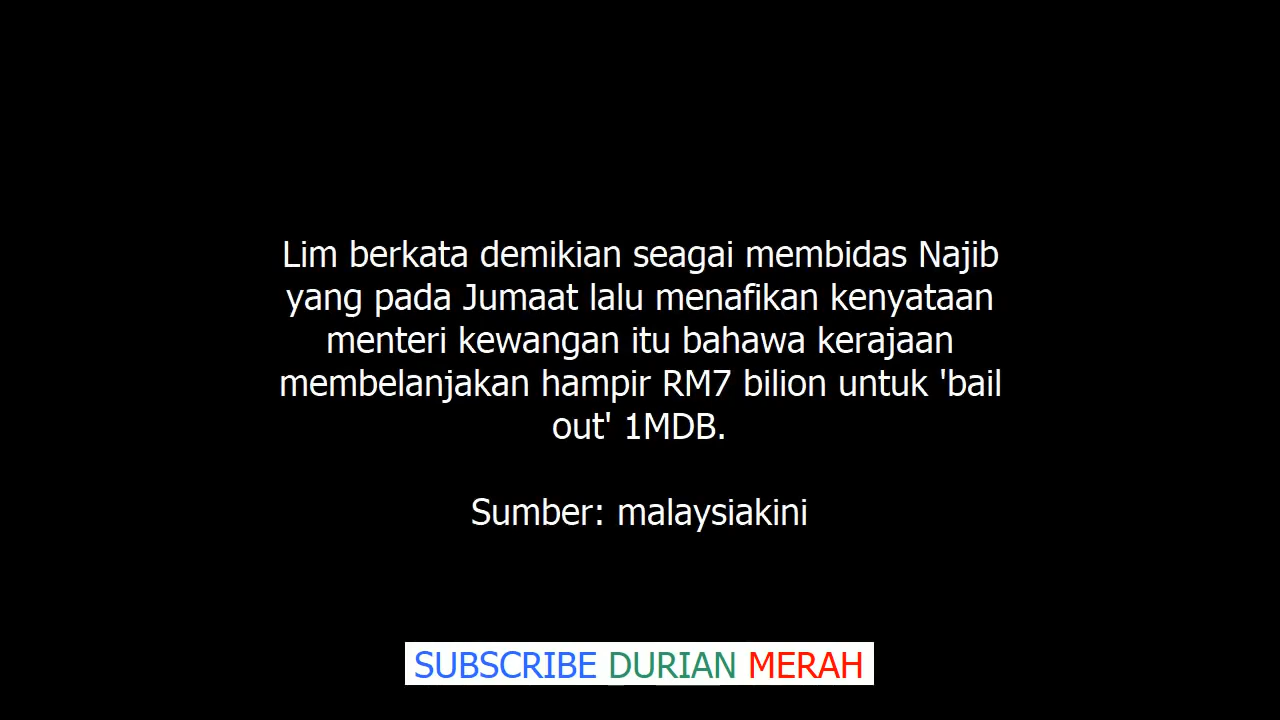 Lim berkata demikian seagai membidas Najib
yang pada Jumaat lalu menafikan kenyataan
menteri kewangan itu bahawa kerajaan
membelanjakan hampir RM7 bilion untuk 'bail
out' 1MDB.
Sumber: malaysiakini
SUBSCRIBE DURIAN MERAH